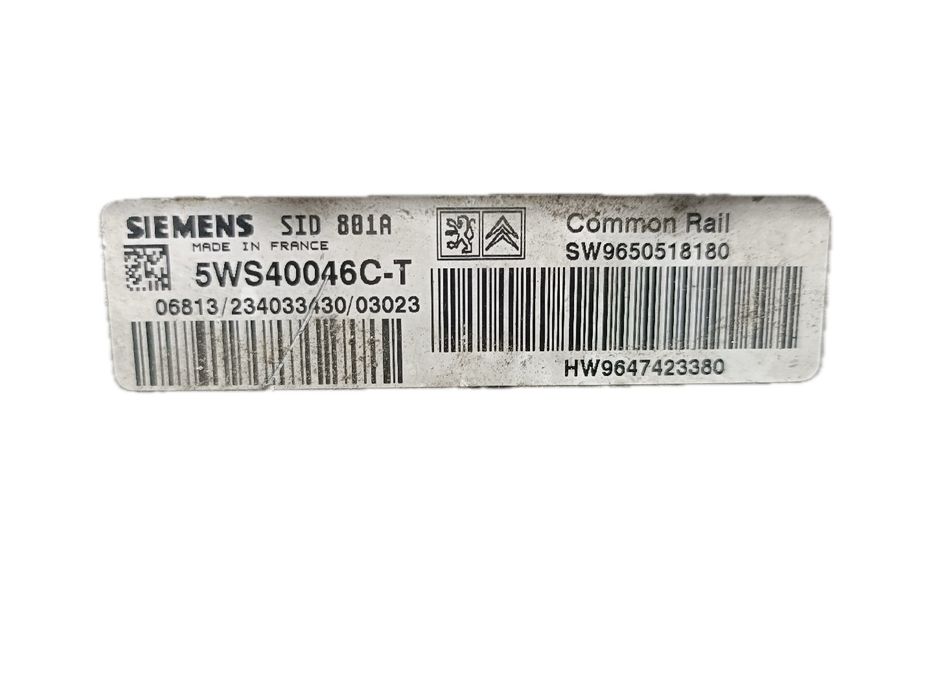 SIEMENS SID 801A
MADE IN FRANCE
5WS40046C-T
06813/234033430/03023
Common Rail
SW9650518180
HW9647423380